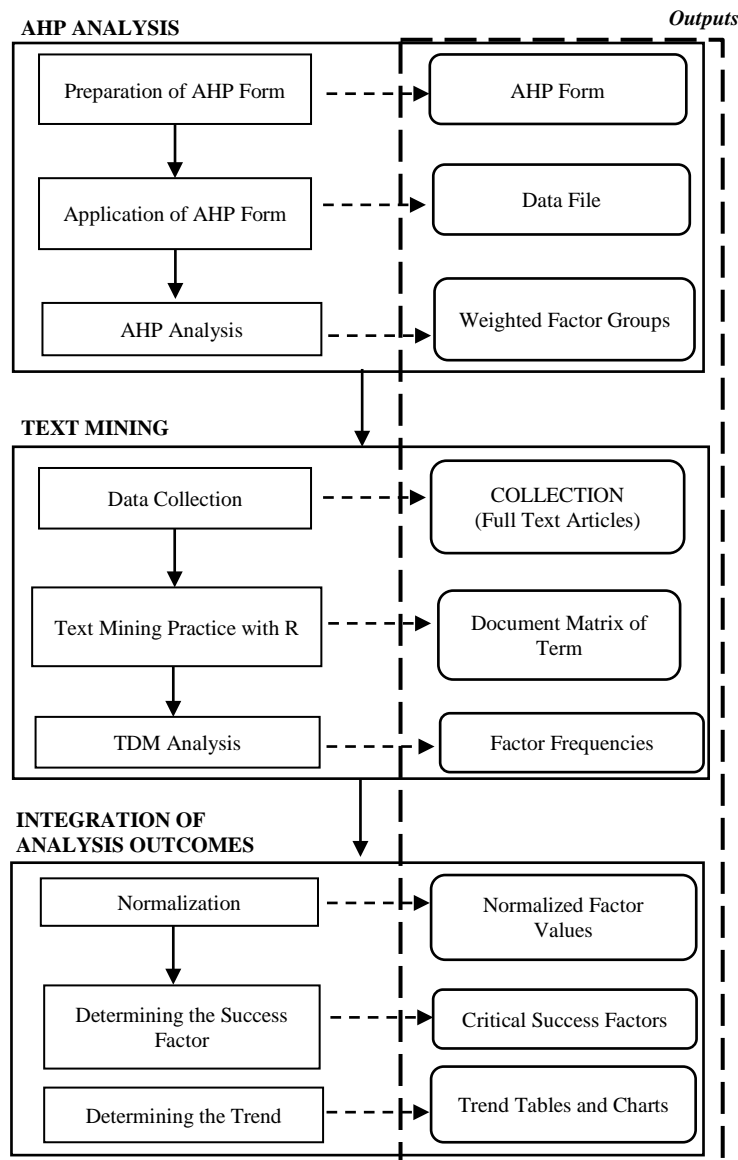 Outputs
AHP ANALYSIS
Preparation of AHP Form
AHP Form
Application of AHP Form
Data File
AHP Analysis
Weighted Factor Groups
TEXT MINING
Data Collection
COLLECTION
(Full Text Articles)
Text Mining Practice with R
Document Matrix of
Term
TDM Analysis
Factor Frequencies
INTEGRATION OF
ANALYSIS OUTCOMES
Normalization
Normalized Factor
Values
Determining the Success
Factor
Critical Success Factors
Determining the Trend
Trend Tables and Charts